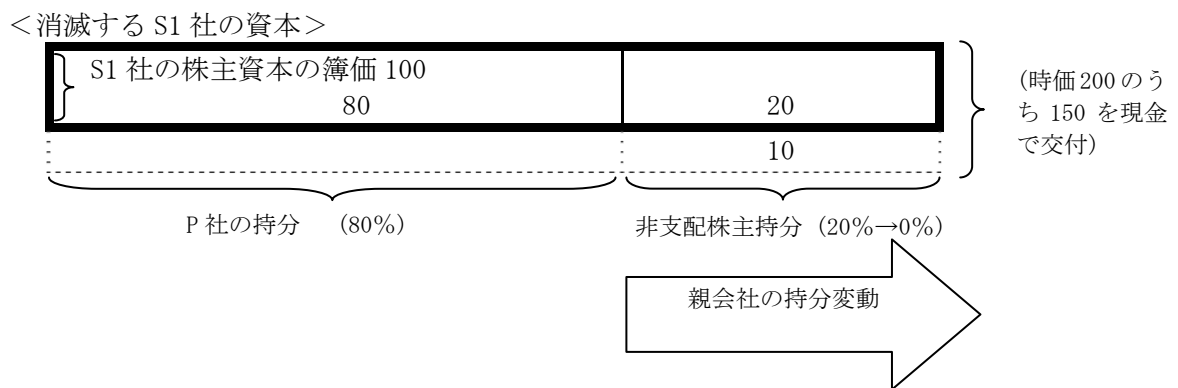 ＜消滅する S1 社の資本＞
S1 社の株主資本の簿価 100
80
20
10
(時価 200 のう
ち 150 を現金
で交付)
P 社の持分 （80%）
非支配株主持分（20%→0%）
親会社の持分変動